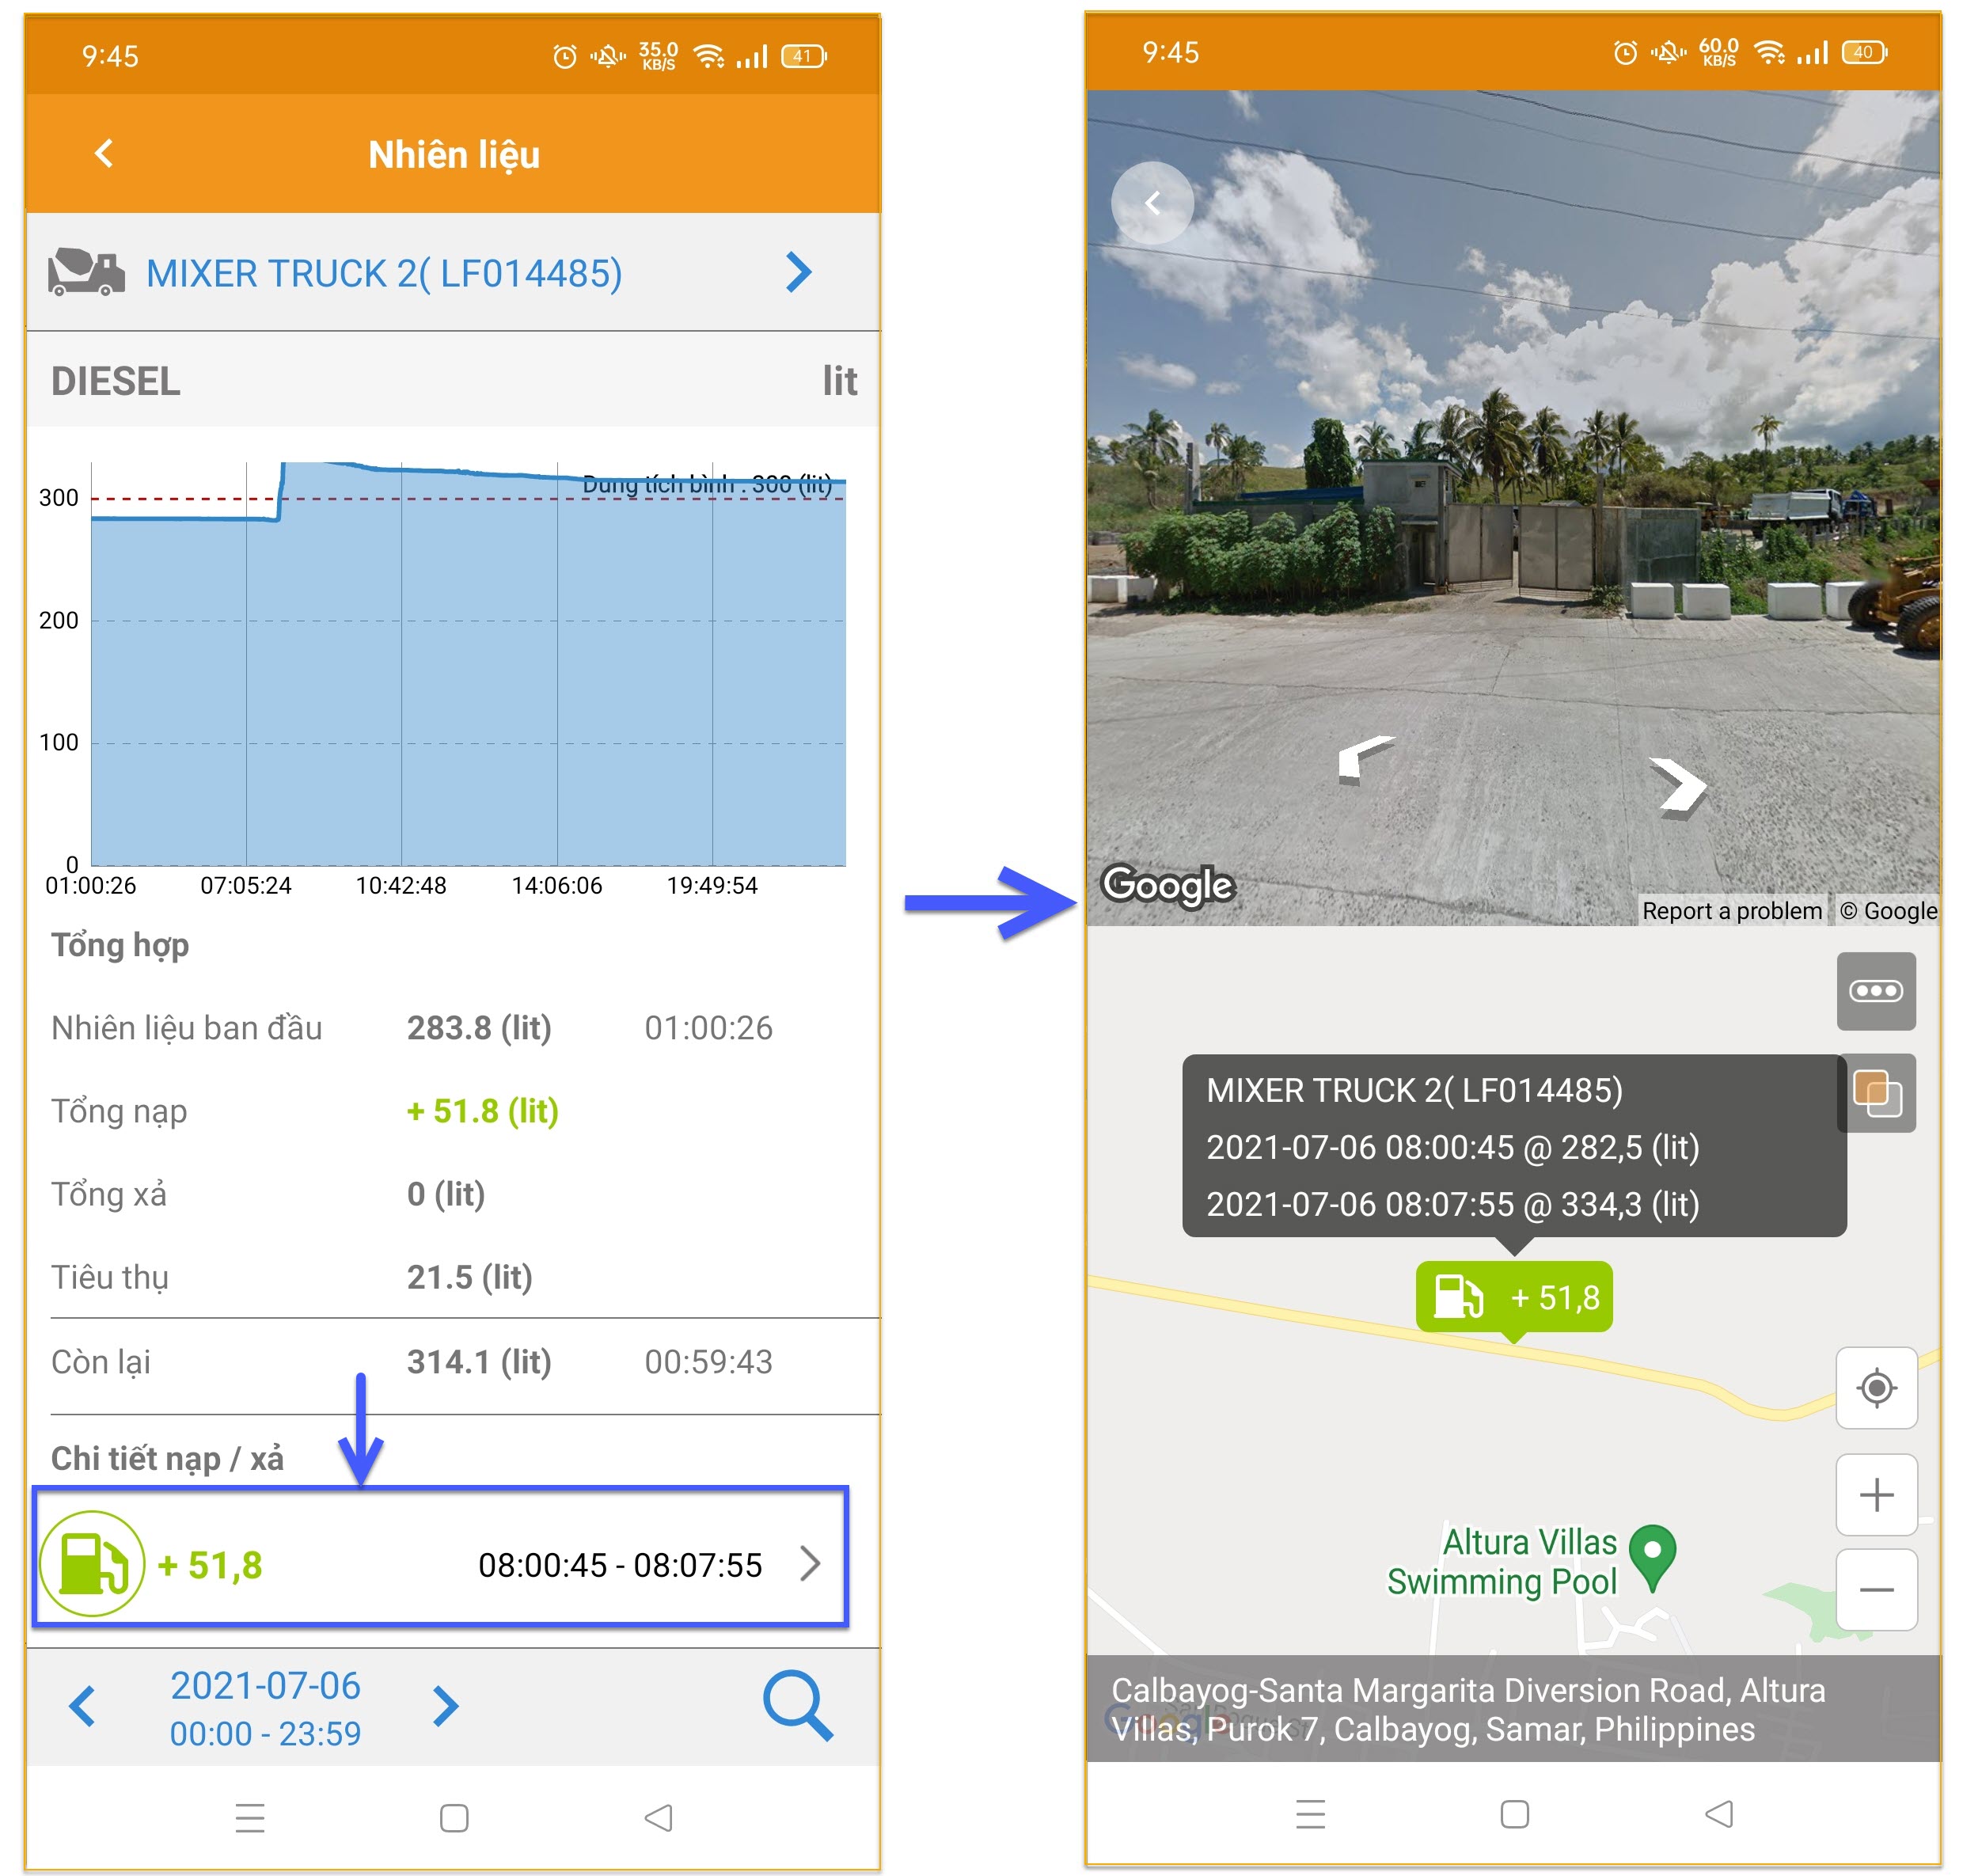 9:45
35.0
KB/S
41
Nhiên liệu
MIXER TRUCK 2( LF014485)
DIESEL
lit
Dung tích bình : 300 (lit)
300
200
100
0
01:00:26
07:05:24
10:42:48
14:06:06
19:49:54
Tổng hợp
Nhiên liệu ban đầu
283.8 (lit)
01:00:26
Tổng nạp
+ 51.8 (lit)
Tổng xả
0 (lit)
Tiêu thụ
21.5 (lit)
Còn lại
314.1 (lit)
00:59:43
Chi tiết nạp / xả
+ 51,8
08:00:45 - 08:07:55
2021-07-06
00:00 - 23:59
9:45
60.0
KB/S
40
Google
Report a problem
© Google
MIXER TRUCK 2( LF014485)
2021-07-06 08:00:45 @ 282,5 (lit)
2021-07-06 08:07:55 @ 334,3 (lit)
+ 51,8
Altura Villas
Swimming Pool
Calbayog-Santa Margarita Diversion Road, Altura
Villas, Purok 7, Calbayog, Samar, Philippines
Google